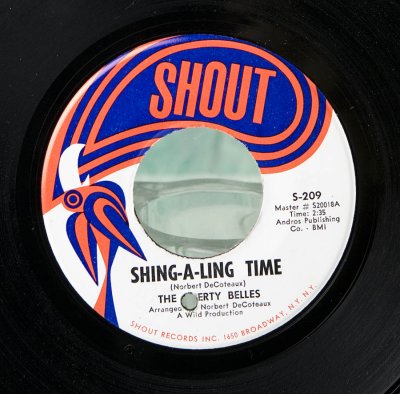 SHOUT
S-209
Master # S20018A
Time: 2:35
Andros Publishing
Co. - BMI
SHING-A-LING TIME
(Norbert DeCoteaux)
THE BELLES
Arranged Norbert DeCoteaux
A Wild Production
SHOUT RECORDS INC. 1650 BROADWAY, N.Y. N.Y.